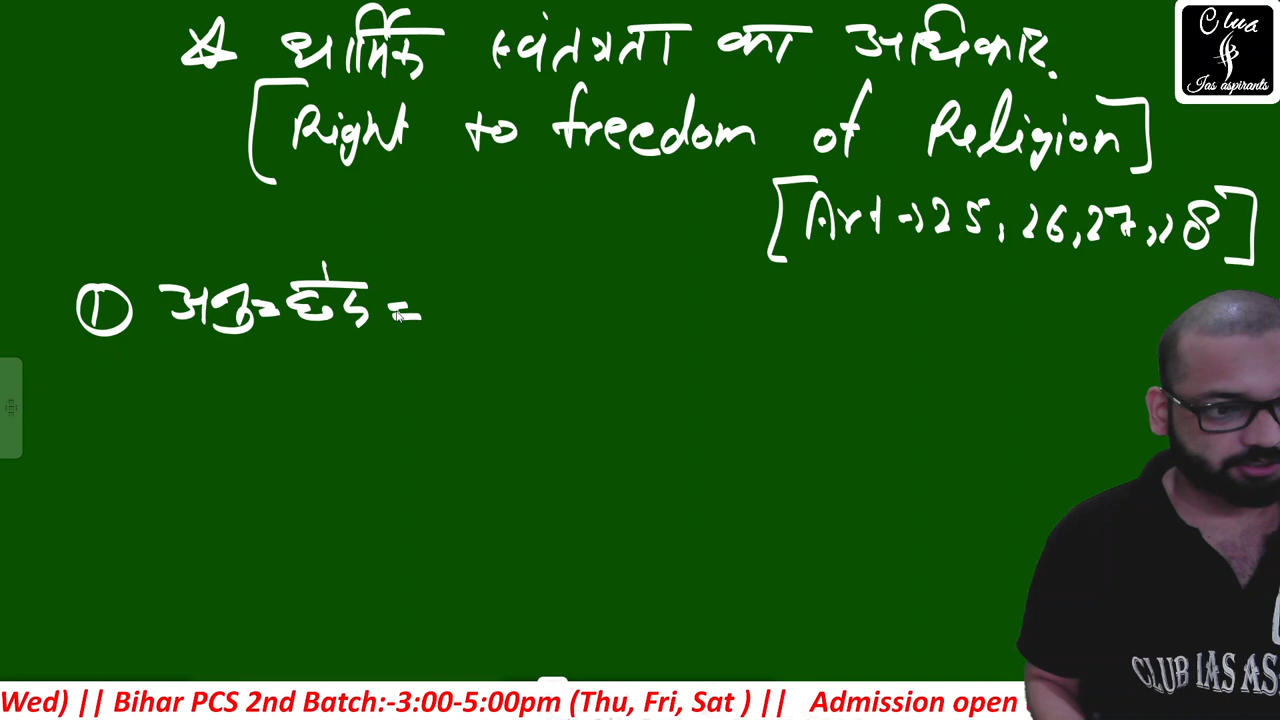 ☆ धार्मिक स्वंतत्रता का अधिकार.
[Right to freedom of Religion]
[Art → 25, 26, 27, 28]
① अनु=
Club
Ias aspirants
CLUB IAS AS
Wed) || Bihar PCS 2nd Batch:-3:00-5:00pm (Thu, Fri, Sat ) || Admission open